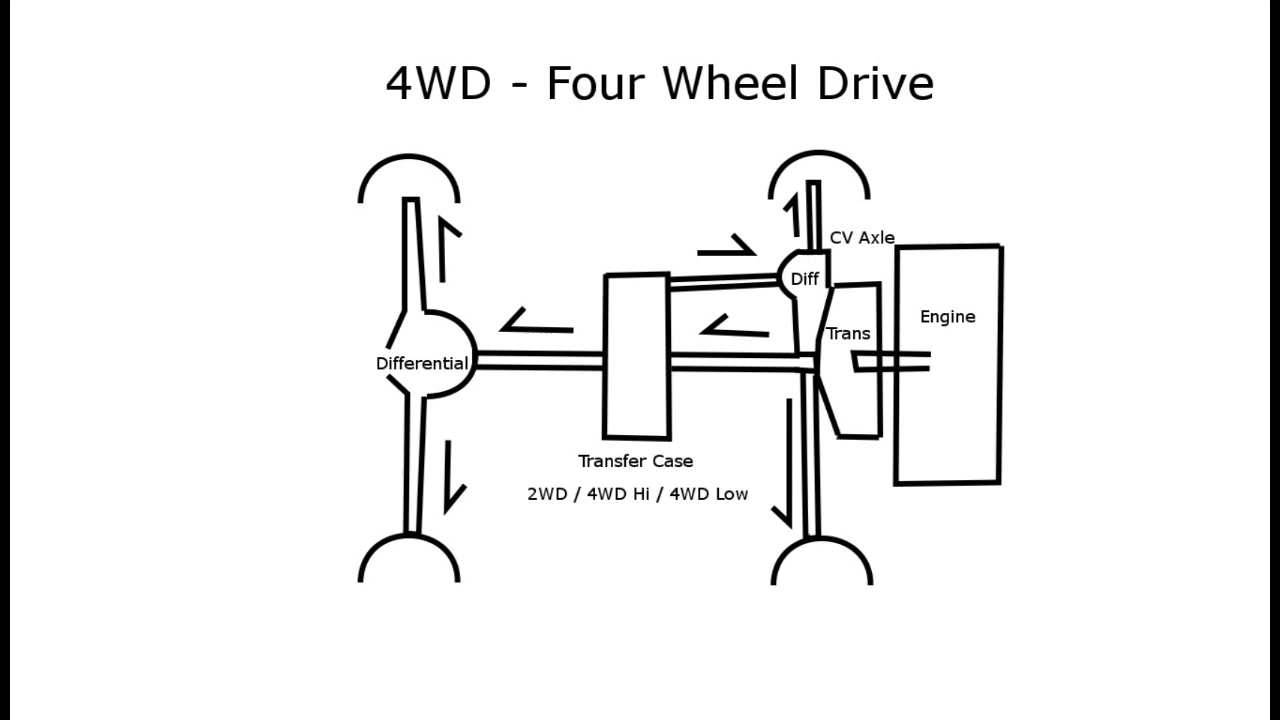 4WD - Four Wheel Drive
CV Axle
Diff
Engine
Trans
Differential
Transfer Case
2WD / 4WD Hi / 4WD Low